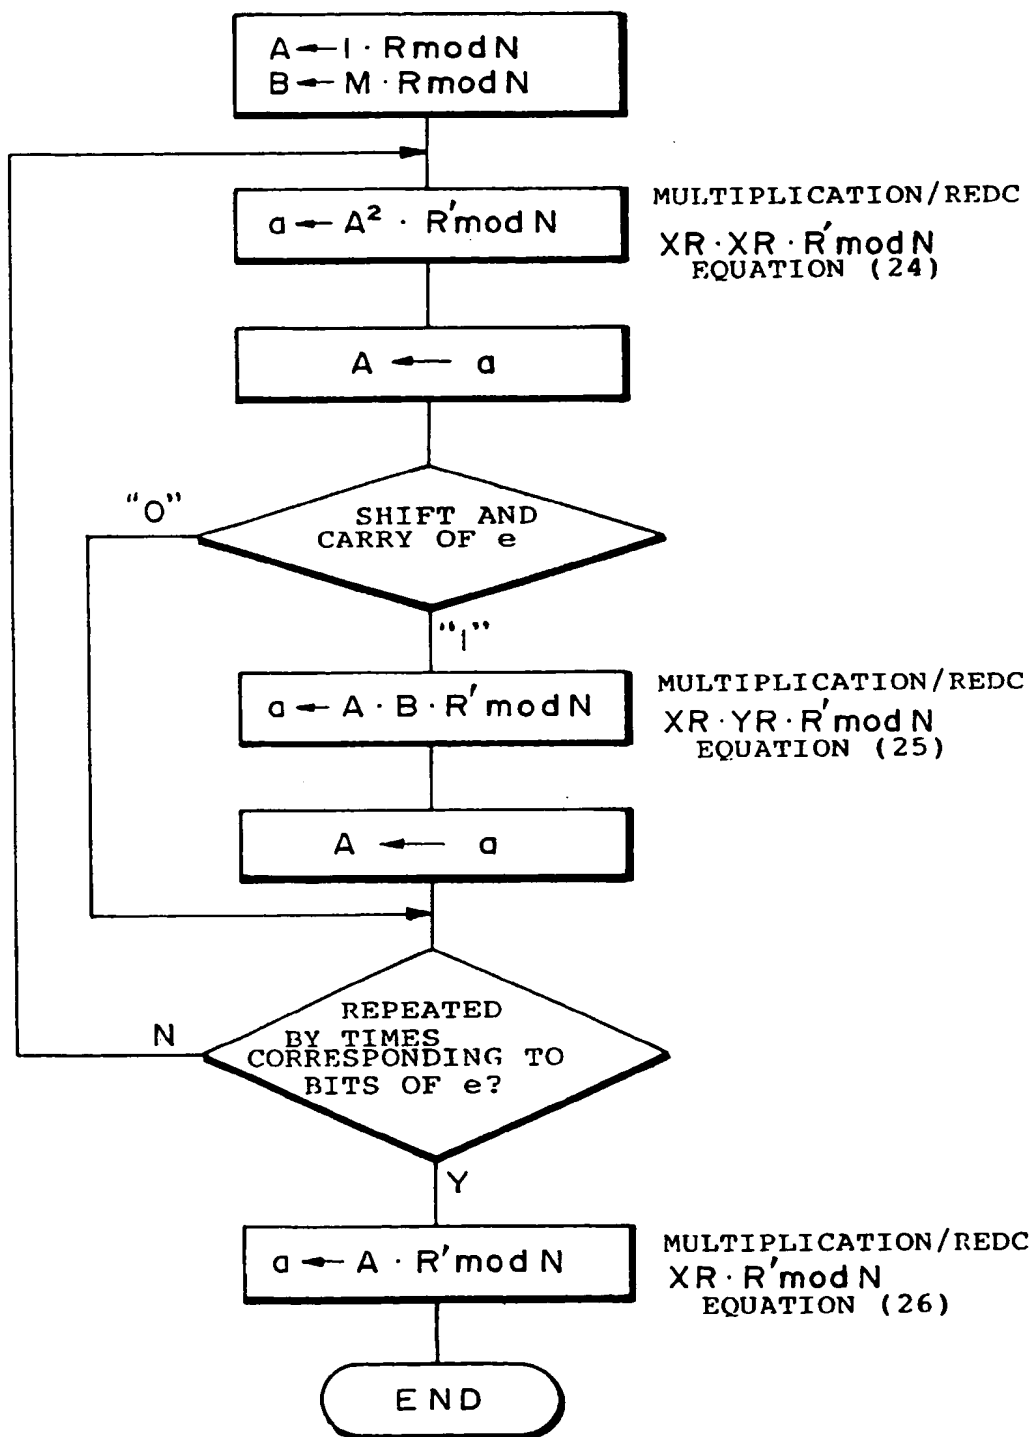 A ← I · R mod N
B ← M · R mod N
a ← A² · R' mod N
MULTIPLICATION/REDC
XR · XR · R' mod N
EQUATION (24)
A ← a
"0"
SHIFT AND
CARRY OF e
"1"
a ← A · B · R' mod N
MULTIPLICATION/REDC
XR · YR · R' mod N
EQUATION (25)
A ← a
N
REPEATED
BY TIMES
CORRESPONDING TO
BITS OF e?
Y
a ← A · R' mod N
MULTIPLICATION/REDC
XR · R' mod N
EQUATION (26)
END